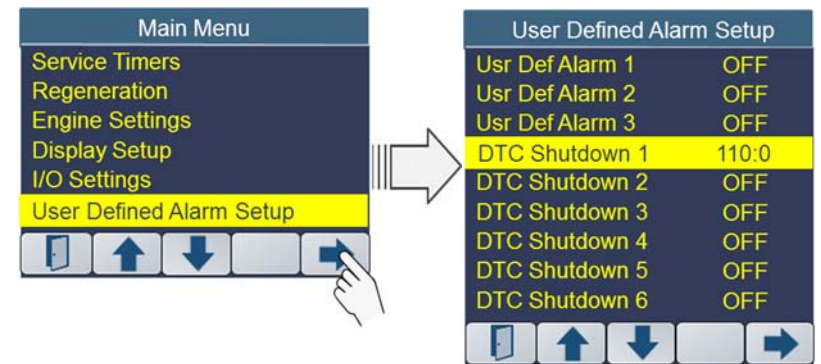 Main Menu
Service Timers
Regeneration
Engine Settings
Display Setup
I/O Settings
User Defined Alarm Setup
User Defined Alarm Setup
Usr Def Alarm 1 OFF
Usr Def Alarm 2 OFF
Usr Def Alarm 3 OFF
DTC Shutdown 1 110:0
DTC Shutdown 2 OFF
DTC Shutdown 3 OFF
DTC Shutdown 4 OFF
DTC Shutdown 5 OFF
DTC Shutdown 6 OFF